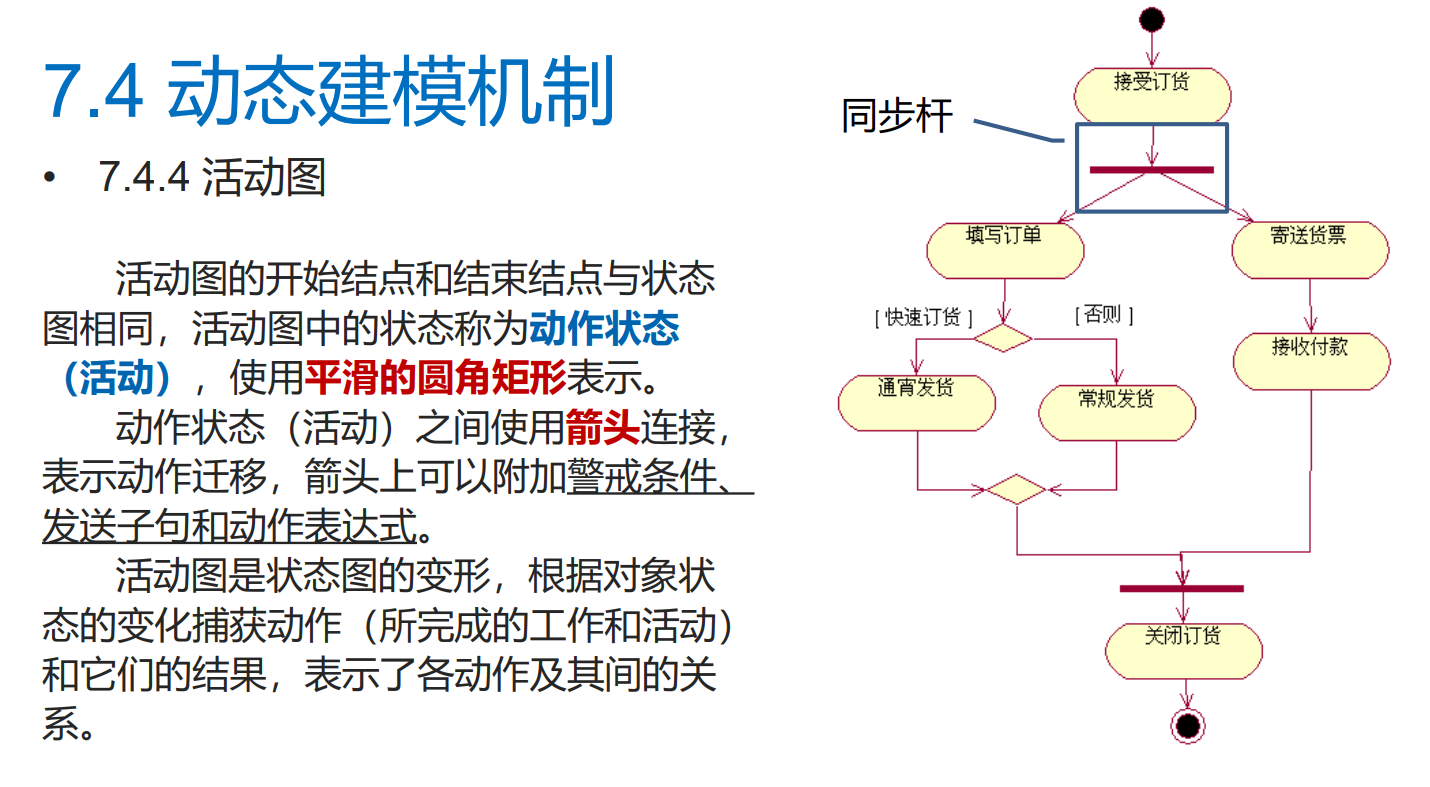 7.4 动态建模机制
• 7.4.4 活动图
活动图的开始结点和结束结点与状态
图相同，活动图中的状态称为动作状态
（活动），使用平滑的圆角矩形表示。
动作状态（活动）之间使用箭头连接，
表示动作迁移，箭头上可以附加警戒条件、
发送子句和动作表达式。
活动图是状态图的变形，根据对象状
态的变化捕获动作（所完成的工作和活动）
和它们的结果，表示了各动作及其间的关
系。
同步杆
接受订货
填写订单
寄送货票
[ 快速订货 ]
[ 否则 ]
接收付款
通宵发货
常规发货
关闭订货